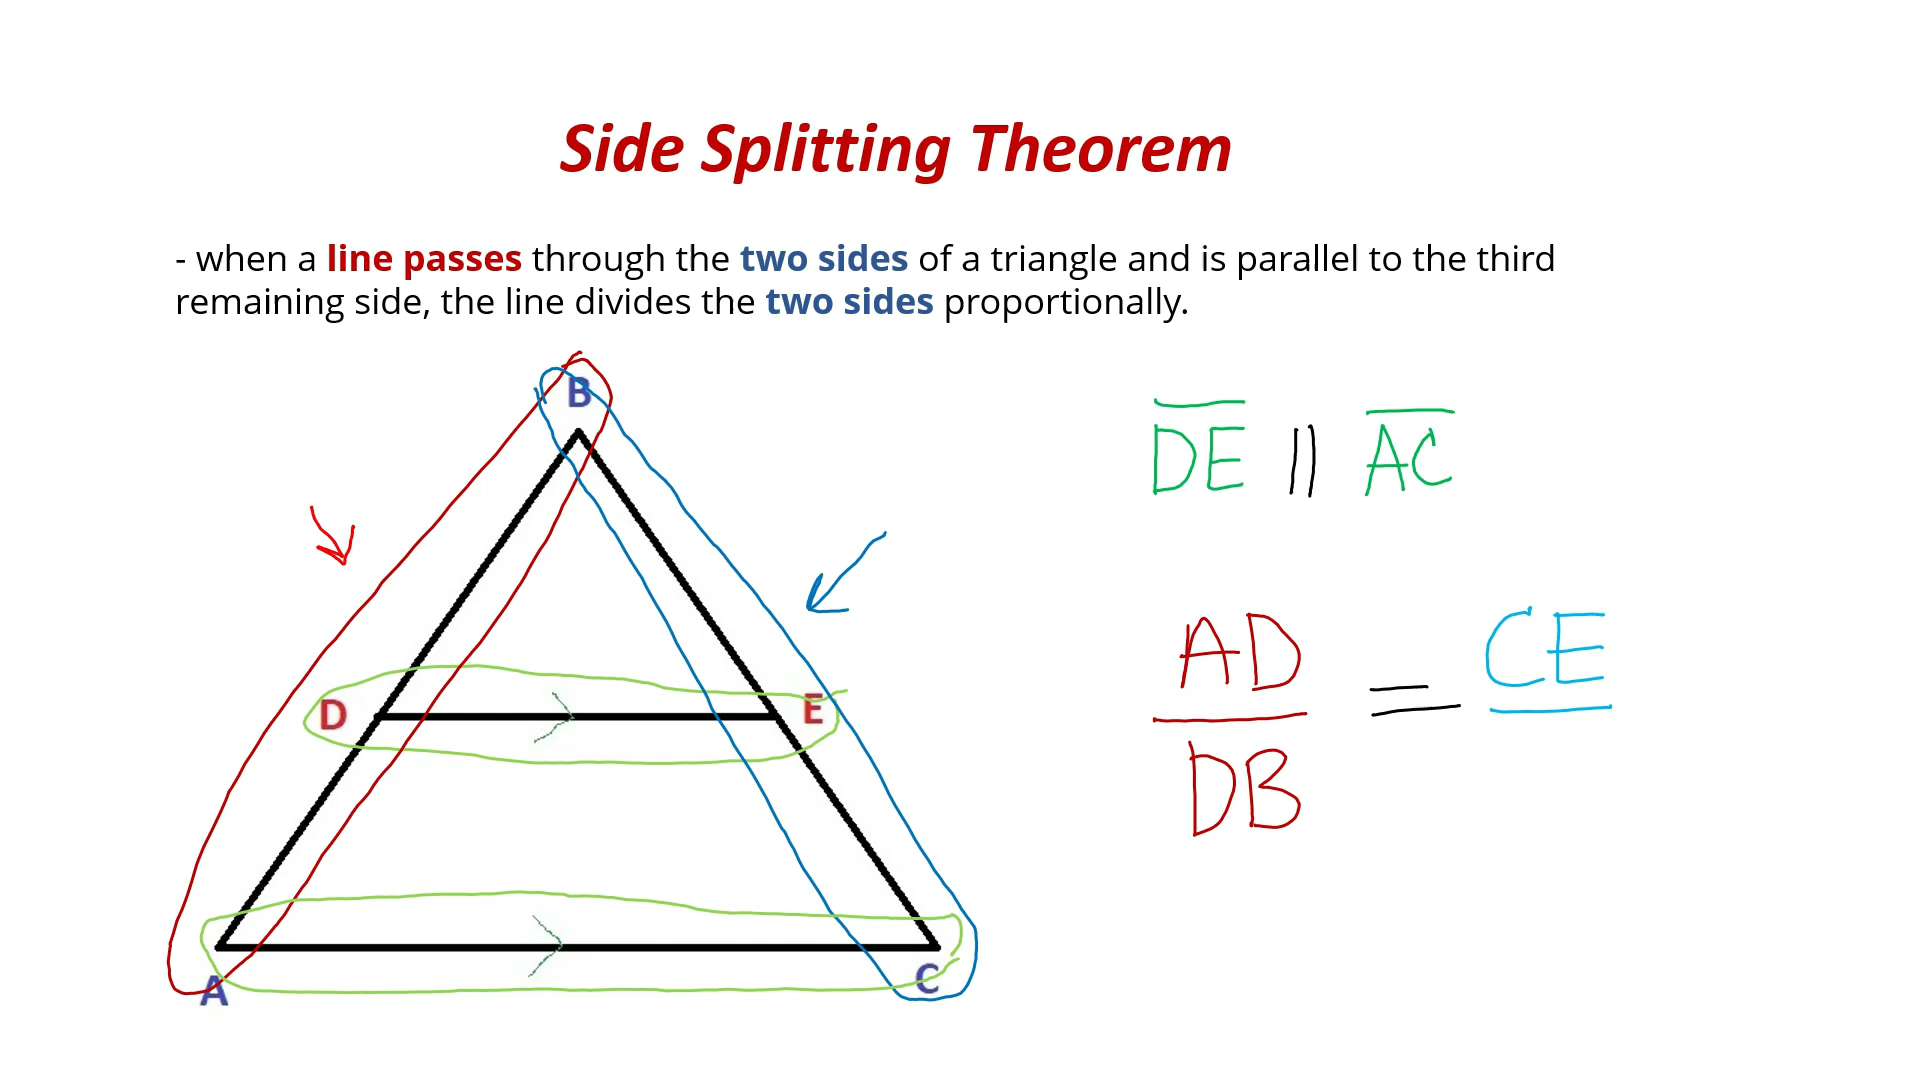 Side Splitting Theorem
- when a line passes through the two sides of a triangle and is parallel to the third
remaining side, the line divides the two sides proportionally.
B
DE || AC
AD = CE
DB
D E
A C